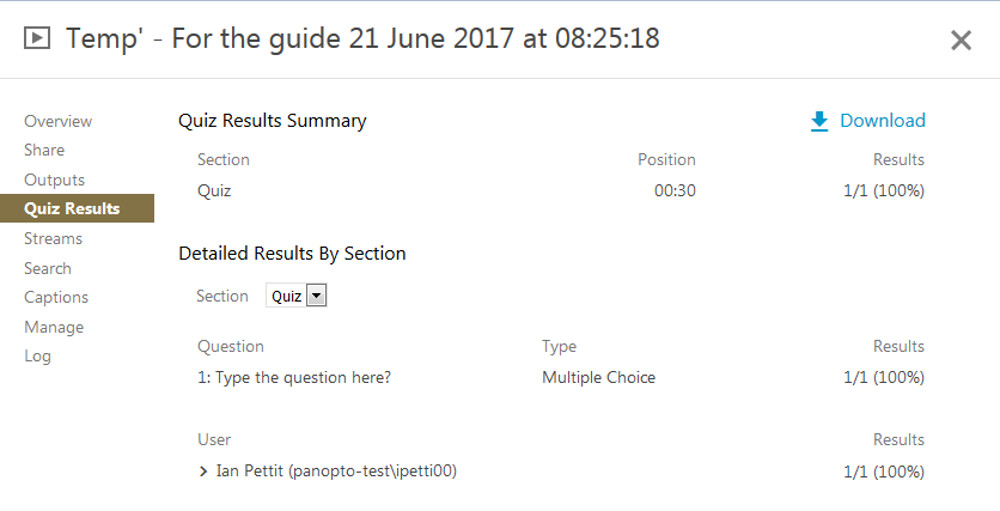 Temp' - For the guide 21 June 2017 at 08:25:18
Overview
Share
Outputs
Quiz Results
Streams
Search
Captions
Manage
Log
Quiz Results Summary
Download
Section Position Results
Quiz 00:30 1/1 (100%)
Detailed Results By Section
Section Quiz
Question Type Results
1: Type the question here? Multiple Choice 1/1 (100%)
User Results
Ian Pettit (panopto-test\ipetti00) 1/1 (100%)